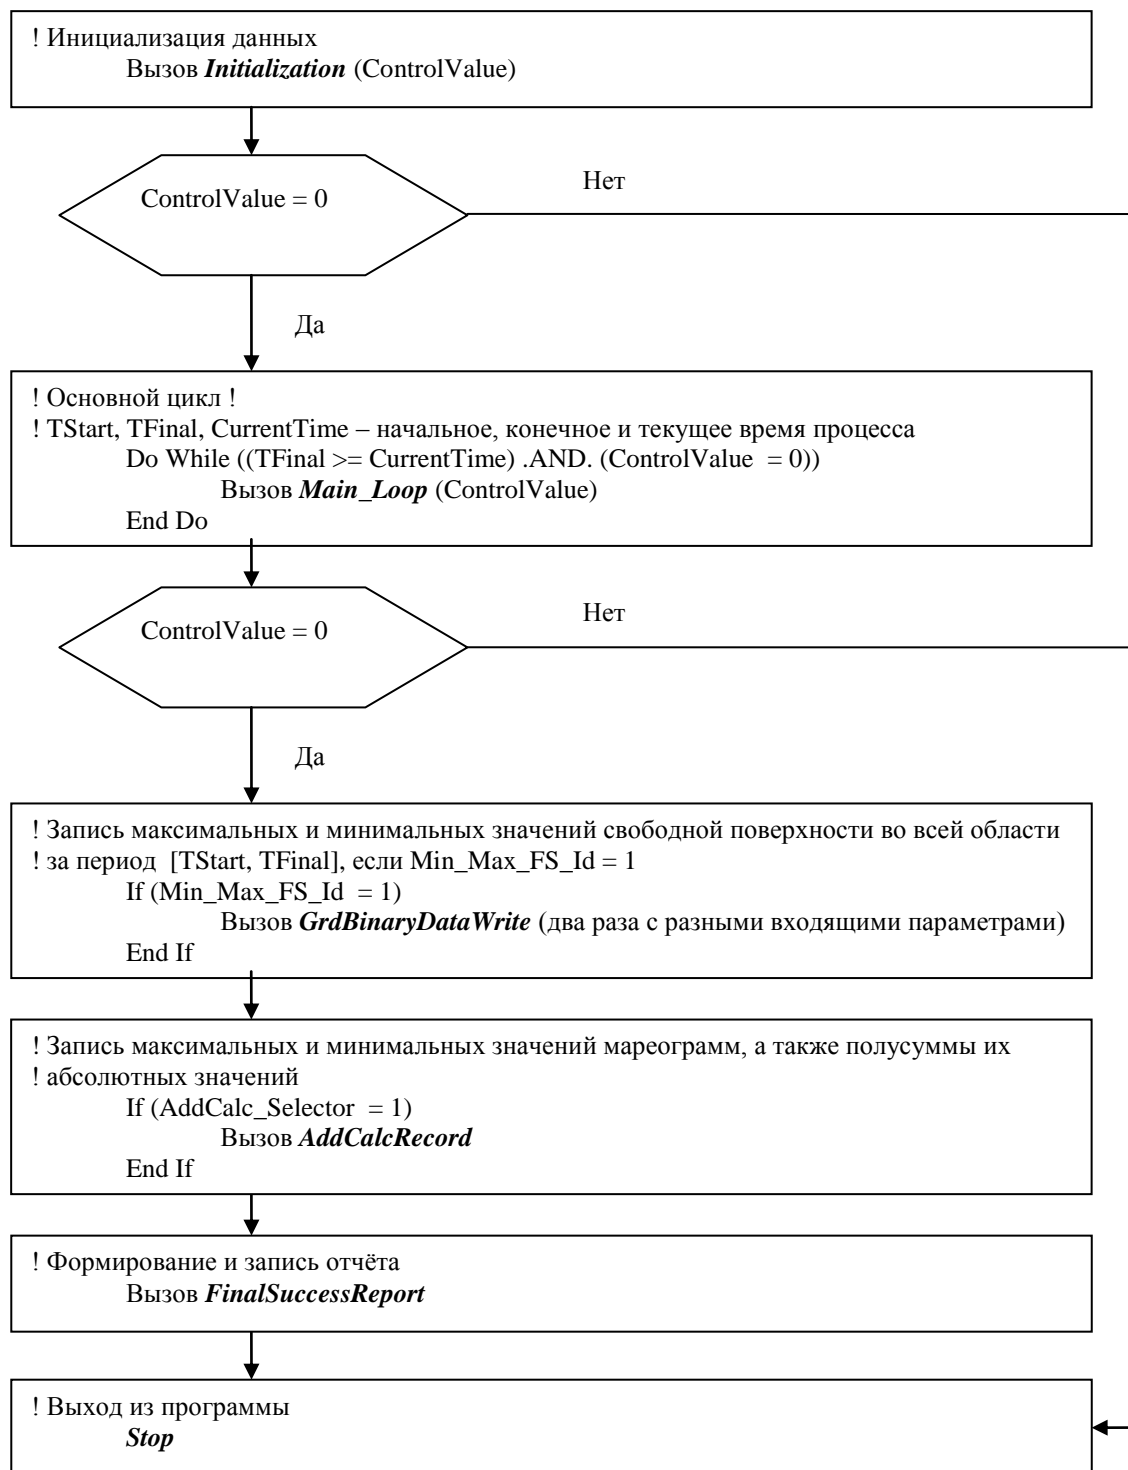 ! Инициализация данных
Вызов Initialization (ControlValue)
ControlValue = 0
Нет
Да
! Основной цикл !
! TStart, TFinal, CurrentTime – начальное, конечное и текущее время процесса
Do While ((TFinal >= CurrentTime) .AND. (ControlValue = 0))
Вызов Main_Loop (ControlValue)
End Do
ControlValue = 0
Нет
Да
! Запись максимальных и минимальных значений свободной поверхности во всей области
! за период [TStart, TFinal], если Min_Max_FS_Id = 1
If (Min_Max_FS_Id = 1)
Вызов GrdBinaryDataWrite (два раза с разными входящими параметрами)
End If
! Запись максимальных и минимальных значений мареограмм, а также полусуммы их
! абсолютных значений
If (AddCalc_Selector = 1)
Вызов AddCalcRecord
End If
! Формирование и запись отчёта
Вызов FinalSuccessReport
! Выход из программы
Stop